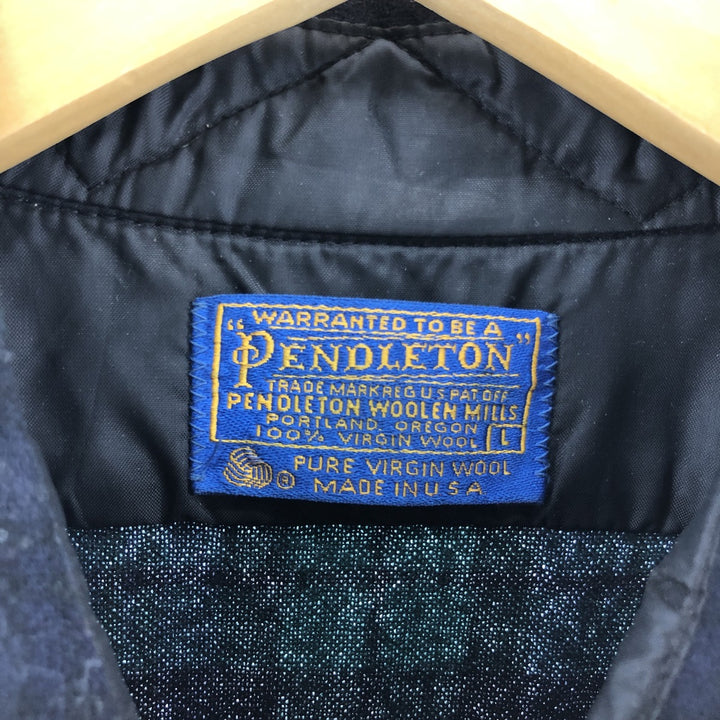 WARRANTED TO BE A
"PENDLETON"
TRADE MARK REG U S PAT. OFF
PENDLETON WOOLEN MILLS
PORTLAND, OREGON
100% VIRGIN WOOL L
® PURE VIRGIN WOOL
MADE IN U S A